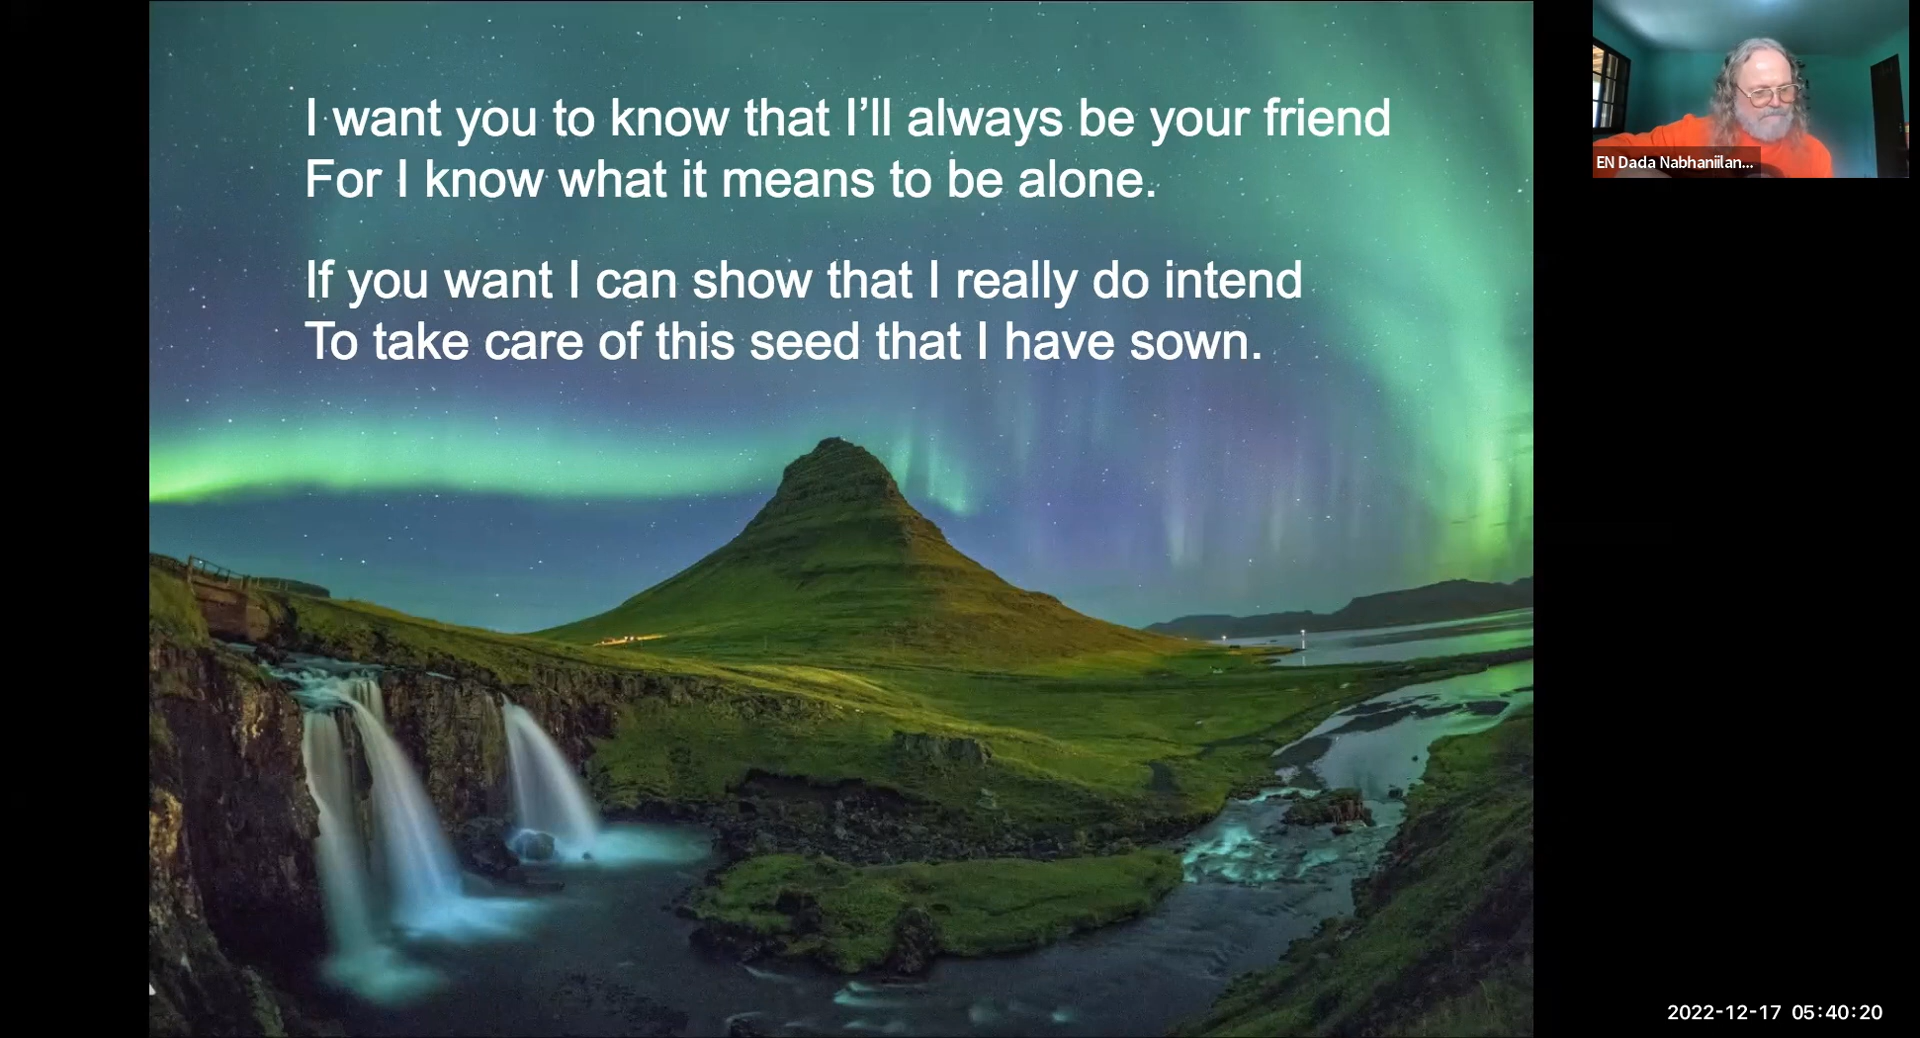 I want you to know that I’ll always be your friend
For I know what it means to be alone.
If you want I can show that I really do intend
To take care of this seed that I have sown.
EN Dada Nabhaniilan...
2022-12-17 05:40:20